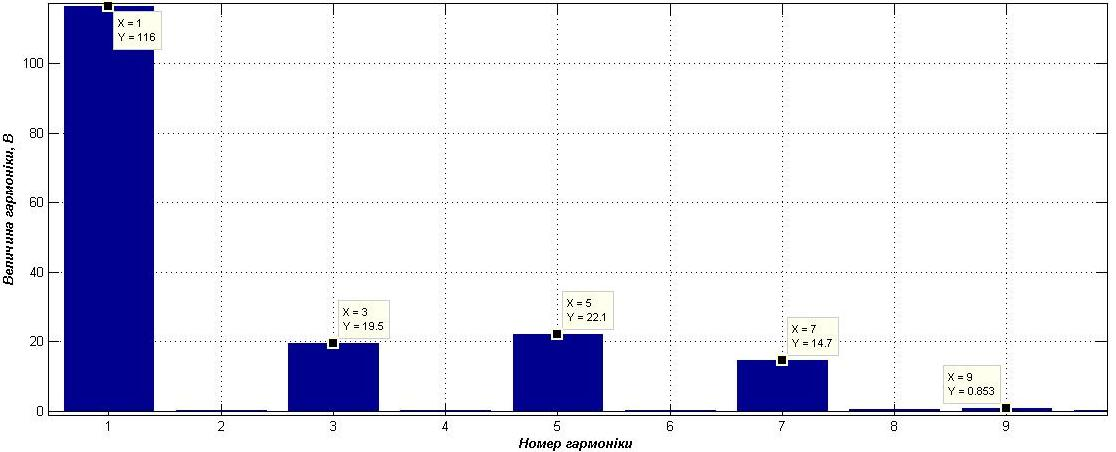 X = 1
Y = 116
100
80
60
40
20
0
Величина гармоніки, В
X = 3
Y = 19.5
X = 5
Y = 22.1
X = 7
Y = 14.7
X = 9
Y = 0.853
1 2 3 4 5 6 7 8 9
Номер гармоніки